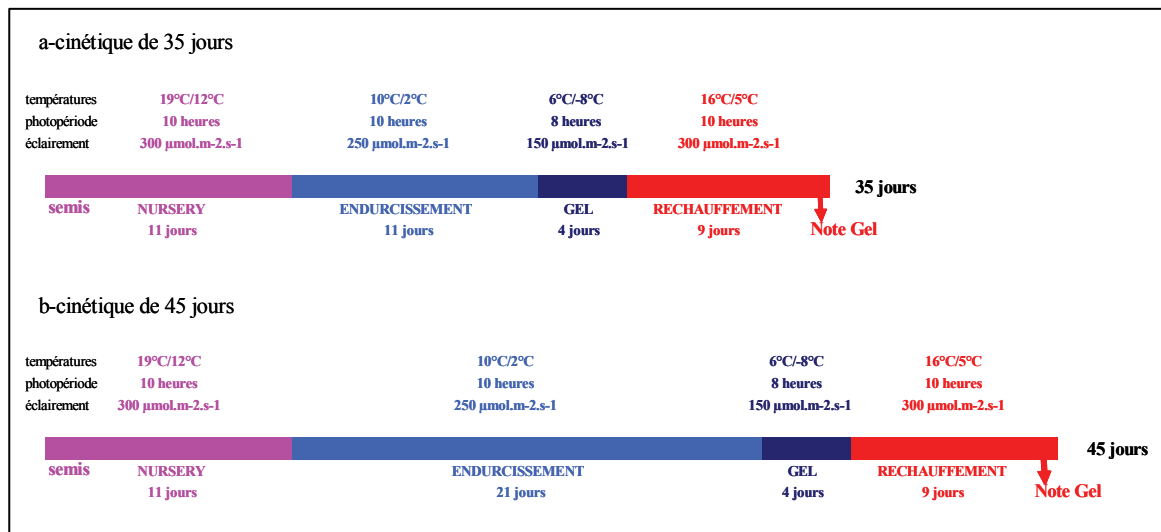 a-cinétique de 35 jours
températures 19°C/12°C 10°C/2°C 6°C/-8°C 16°C/5°C
photopériode 10 heures 10 heures 8 heures 10 heures
éclairement 300 µmol.m-2.s-1 250 µmol.m-2.s-1 150 µmol.m-2.s-1 300 µmol.m-2.s-1
35 jours
semis NURSERY ENDURCISSEMENT GEL RECHAUFFEMENT
11 jours 11 jours 4 jours 9 jours Note Gel
b-cinétique de 45 jours
températures 19°C/12°C 10°C/2°C 6°C/-8°C 16°C/5°C
photopériode 10 heures 10 heures 8 heures 10 heures
éclairement 300 µmol.m-2.s-1 250 µmol.m-2.s-1 150 µmol.m-2.s-1 300 µmol.m-2.s-1
45 jours
semis NURSERY ENDURCISSEMENT GEL RECHAUFFEMENT
11 jours 21 jours 4 jours 9 jours Note Gel